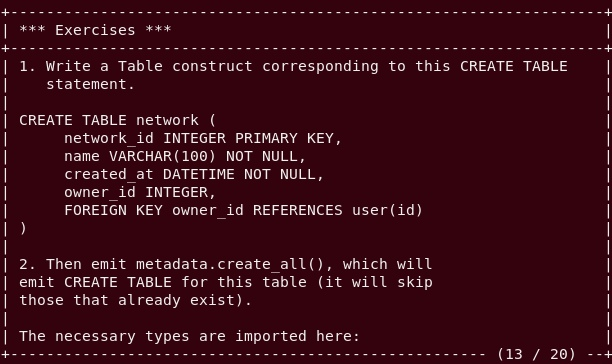 *** Exercises ***
1. Write a Table construct corresponding to this CREATE TABLE
statement.
CREATE TABLE network (
network_id INTEGER PRIMARY KEY,
name VARCHAR(100) NOT NULL,
created_at DATETIME NOT NULL,
owner_id INTEGER,
FOREIGN KEY owner_id REFERENCES user(id)
)
2. Then emit metadata.create_all(), which will
emit CREATE TABLE for this table (it will skip
those that already exist).
The necessary types are imported here:
(13 / 20)